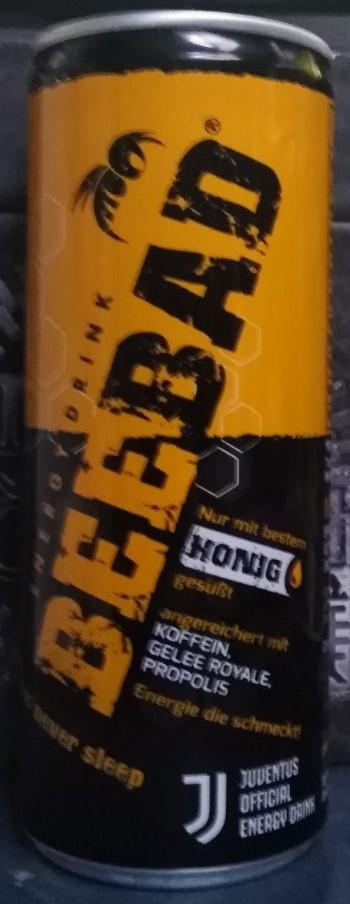 BEEBAD®
ENERGY DRINK
Nur mit bestem
HONIG
gesüßt
angereichert mit
KOFFEIN,
GELEE ROYALE,
PROPOLIS
Energie die schmeckt!
never sleep
JUVENTUS
OFFICIAL
ENERGY DRINK